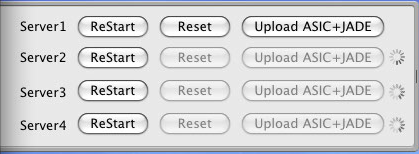 Server1 ReStart Reset Upload ASIC+JADE
Server2 ReStart Reset Upload ASIC+JADE
Server3 ReStart Reset Upload ASIC+JADE
Server4 ReStart Reset Upload ASIC+JADE